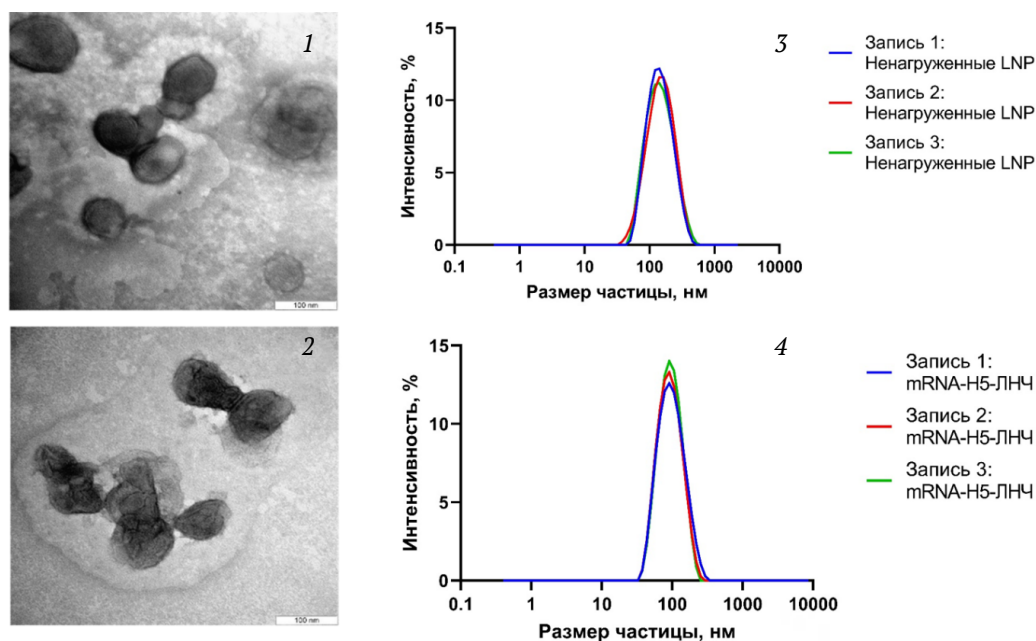 1
100 nm
3
15
10
5
0
Интенсивность, %
0.1
1
10
100
1000
10000
Размер частицы, нм
Запись 1:
Ненагруженные LNP
Запись 2:
Ненагруженные LNP
Запись 3:
Ненагруженные LNP
2
100 nm
4
15
10
5
0
Интенсивность, %
0.1
1
10
100
1000
10000
Размер частицы, нм
Запись 1:
mRNA-H5-ЛНЧ
Запись 2:
mRNA-H5-ЛНЧ
Запись 3:
mRNA-H5-ЛНЧ